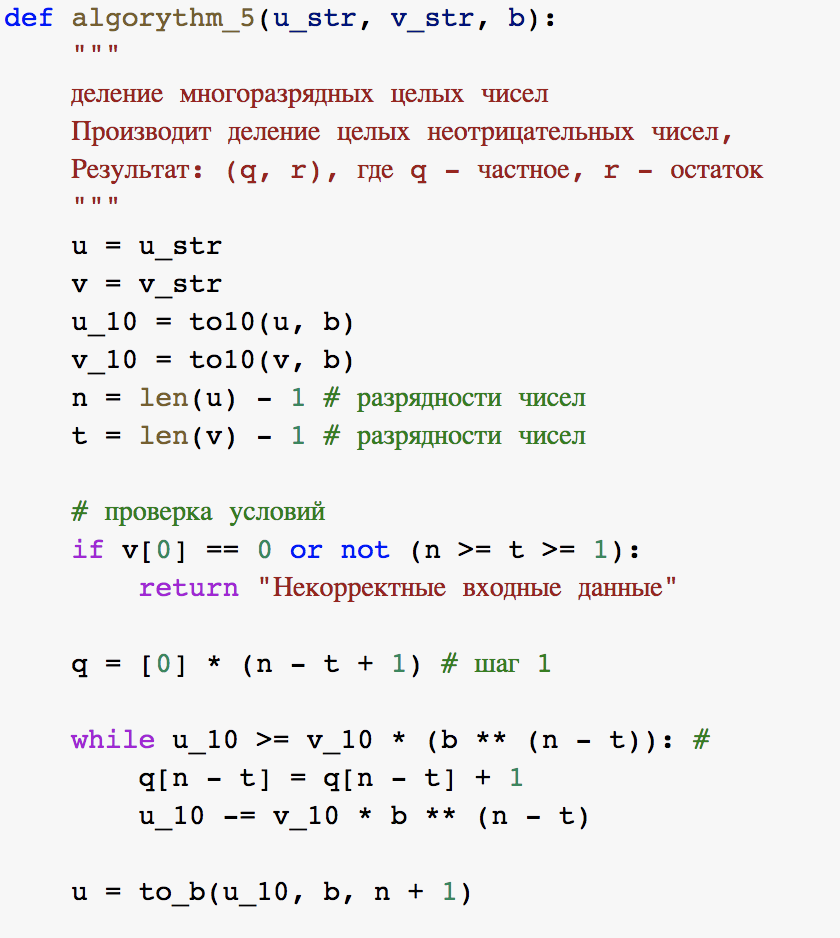 def algorythm_5(u_str, v_str, b):
    """
    деление многоразрядных целых чисел
    Производит деление целых неотрицательных чисел,
    Результат: (q, r), где q - частное, r - остаток
    """
    u = u_str
    v = v_str
    u_10 = to10(u, b)
    v_10 = to10(v, b)
    n = len(u) - 1 # разрядности чисел
    t = len(v) - 1 # разрядности чисел
    # проверка условий
    if v[0] == 0 or not (n >= t >= 1):
        return "Некорректные входные данные"
    q = [0] * (n - t + 1) # шаг 1
    while u_10 >= v_10 * (b ** (n - t)): #
        q[n - t] = q[n - t] + 1
        u_10 -= v_10 * b ** (n - t)
    u = to_b(u_10, b, n + 1)